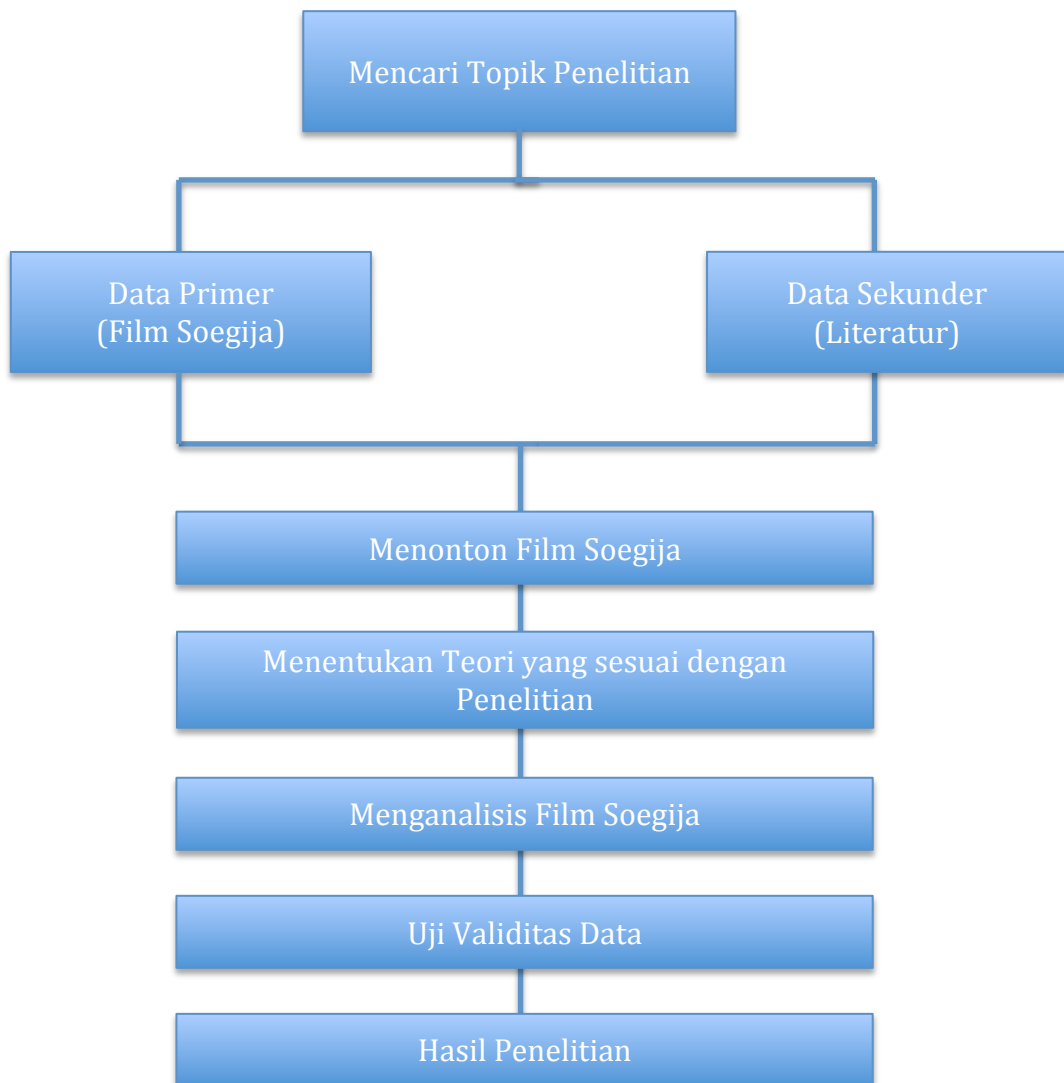 Mencari Topik Penelitian
Data Primer
(Film Soegija)
Data Sekunder
(Literatur)
Menonton Film Soegija
Menentukan Teori yang sesuai dengan
Penelitian
Menganalisis Film Soegija
Uji Validitas Data
Hasil Penelitian